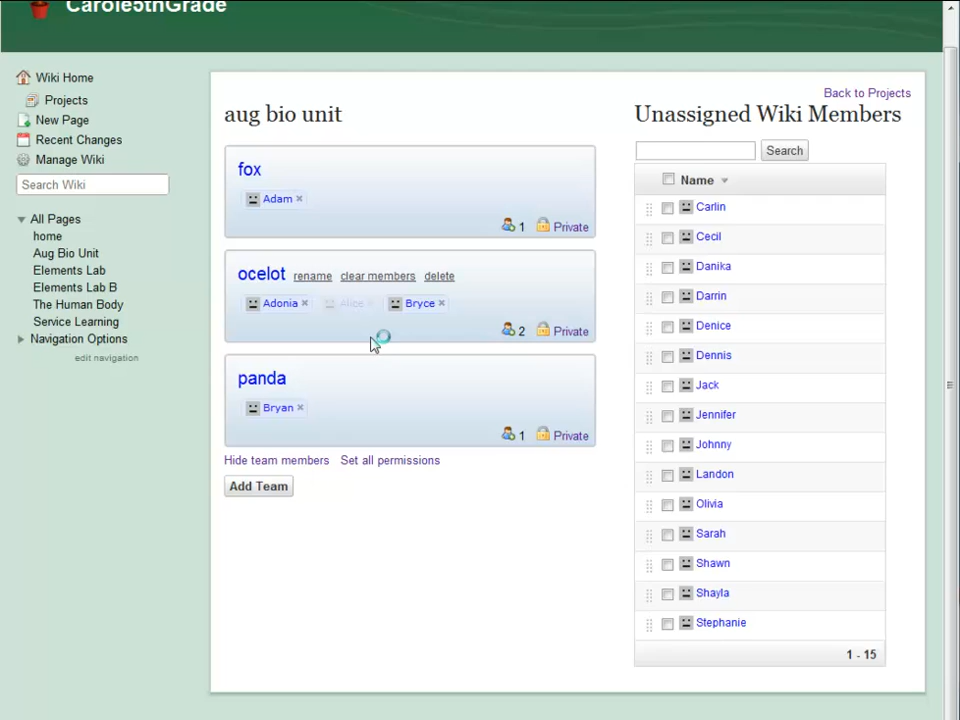 Carole5thGrade
Wiki Home
Projects
New Page
Recent Changes
Manage Wiki
Search Wiki
All Pages
home
Aug Bio Unit
Elements Lab
Elements Lab B
The Human Body
Service Learning
Navigation Options
edit navigation
Back to Projects
aug bio unit
fox
Adam ×
1 Private
ocelot rename clear members delete
Adonia × Alice × Bryce ×
2 Private
panda
Bryan ×
1 Private
Hide team members Set all permissions
Add Team
Unassigned Wiki Members
Search
Name
Carlin
Cecil
Danika
Darrin
Denice
Dennis
Jack
Jennifer
Johnny
Landon
Olivia
Sarah
Shawn
Shayla
Stephanie
1 - 15